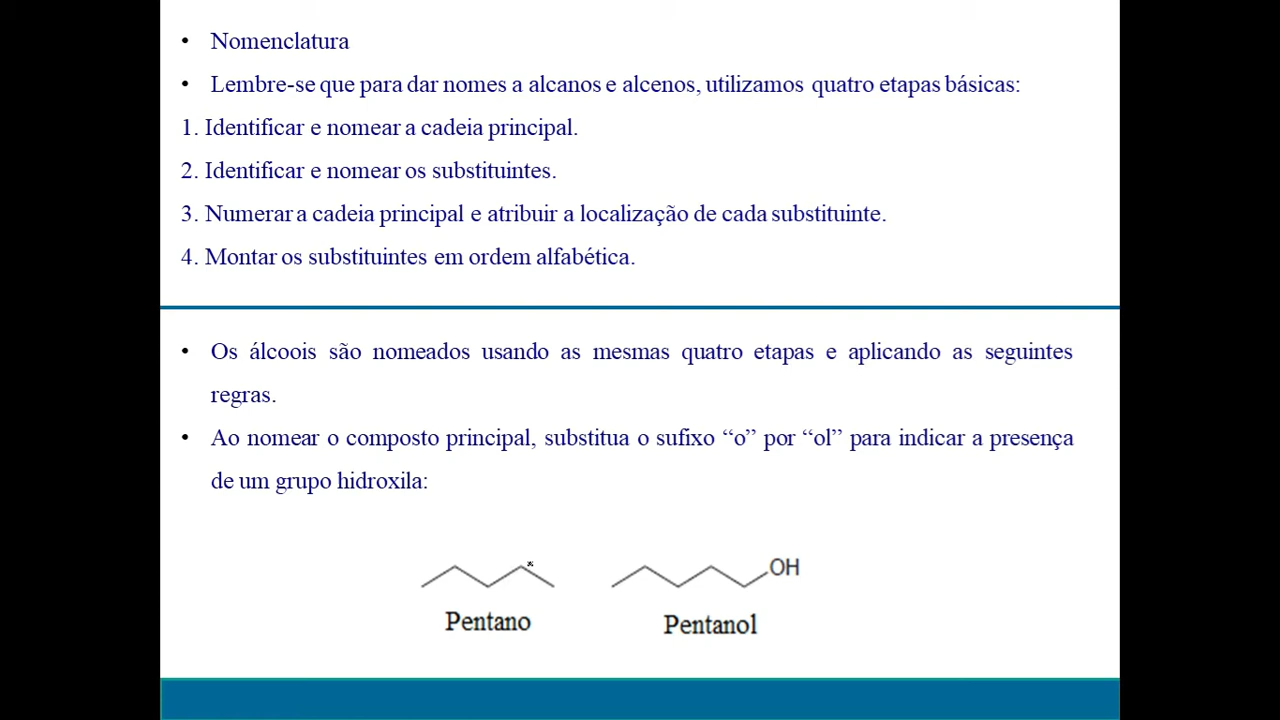 • Nomenclatura
• Lembre-se que para dar nomes a alcanos e alcenos, utilizamos quatro etapas básicas:
1. Identificar e nomear a cadeia principal.
2. Identificar e nomear os substituintes.
3. Numerar a cadeia principal e atribuir a localização de cada substituinte.
4. Montar os substituintes em ordem alfabética.
• Os álcoois são nomeados usando as mesmas quatro etapas e aplicando as seguintes
regras.
• Ao nomear o composto principal, substitua o sufixo “o” por “ol” para indicar a presença
de um grupo hidroxila:
OH
Pentano
Pentanol